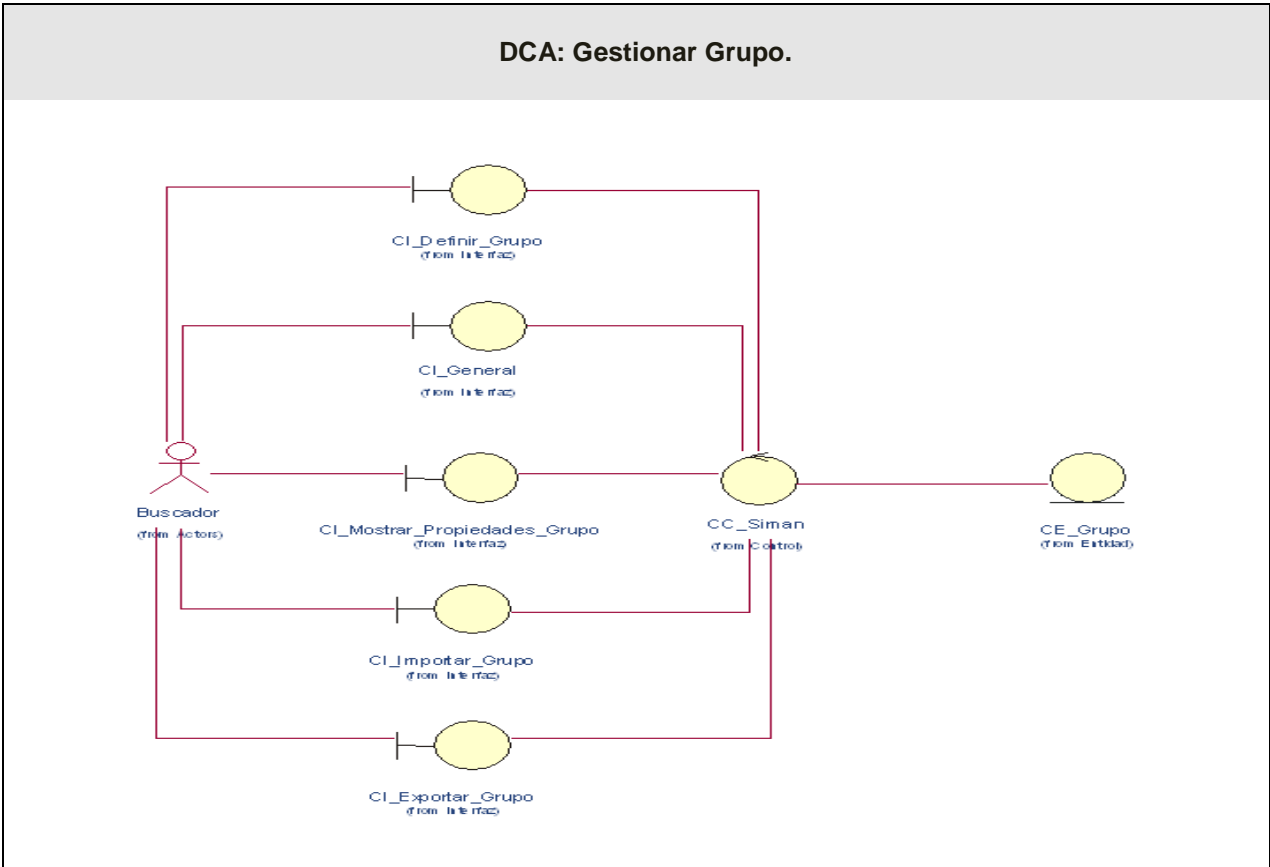 DCA: Gestionar Grupo.
CI_Definir_Grupo
(from Interfaz)
CI_General
(from Interfaz)
Buscador
(from Actors)
CI_Mostrar_Propiedades_Grupo
(from Interfaz)
CC_Siman
(from Control)
CE_Grupo
(from Entidad)
CI_Importar_Grupo
(from Interfaz)
CI_Exportar_Grupo
(from Interfaz)